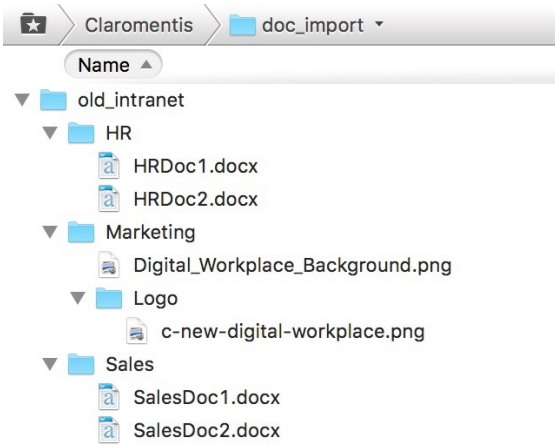 Claromentis doc_import
Name
old_intranet
HR
HRDoc1.docx
HRDoc2.docx
Marketing
Digital_Workplace_Background.png
Logo
c-new-digital-workplace.png
Sales
SalesDoc1.docx
SalesDoc2.docx